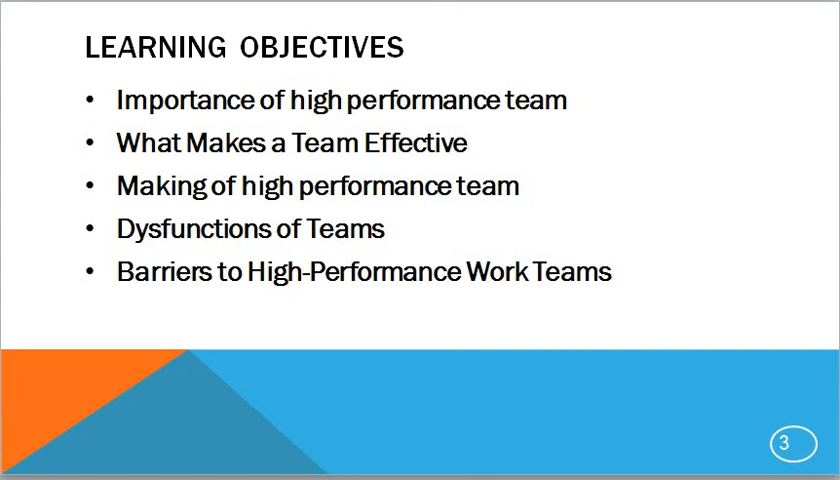 LEARNING OBJECTIVES
• Importance of high performance team
• What Makes a Team Effective
• Making of high performance team
• Dysfunctions of Teams
• Barriers to High-Performance Work Teams
3